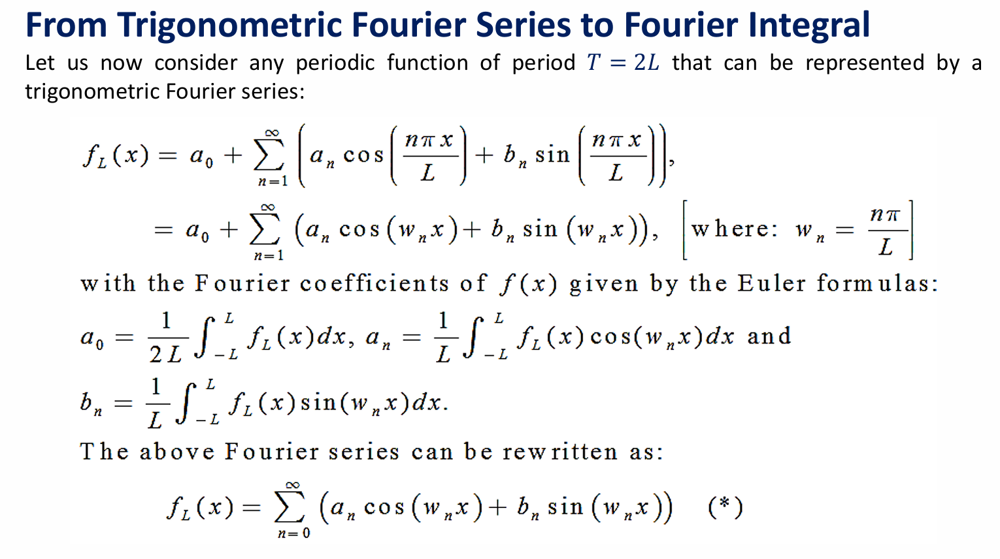 From Trigonometric Fourier Series to Fourier Integral
Let us now consider any periodic function of period T = 2L that can be represented by a
trigonometric Fourier series:
f_L(x) = a_0 + \sum_{n=1}^{\infty} \left( a_n \cos\left( \frac{n\pi x}{L} \right) + b_n \sin\left( \frac{n\pi x}{L} \right) \right),
= a_0 + \sum_{n=1}^{\infty} \left( a_n \cos(w_n x) + b_n \sin(w_n x) \right), \left[ where: w_n = \frac{n\pi}{L} \right]
with the Fourier coefficients of f(x) given by the Euler formulas:
a_0 = \frac{1}{2L} \int_{-L}^{L} f_L(x)dx, a_n = \frac{1}{L} \int_{-L}^{L} f_L(x)\cos(w_n x)dx and
b_n = \frac{1}{L} \int_{-L}^{L} f_L(x)\sin(w_n x)dx.
The above Fourier series can be rewritten as:
f_L(x) = \sum_{n=0}^{\infty} \left( a_n \cos(w_n x) + b_n \sin(w_n x) \right) (*)